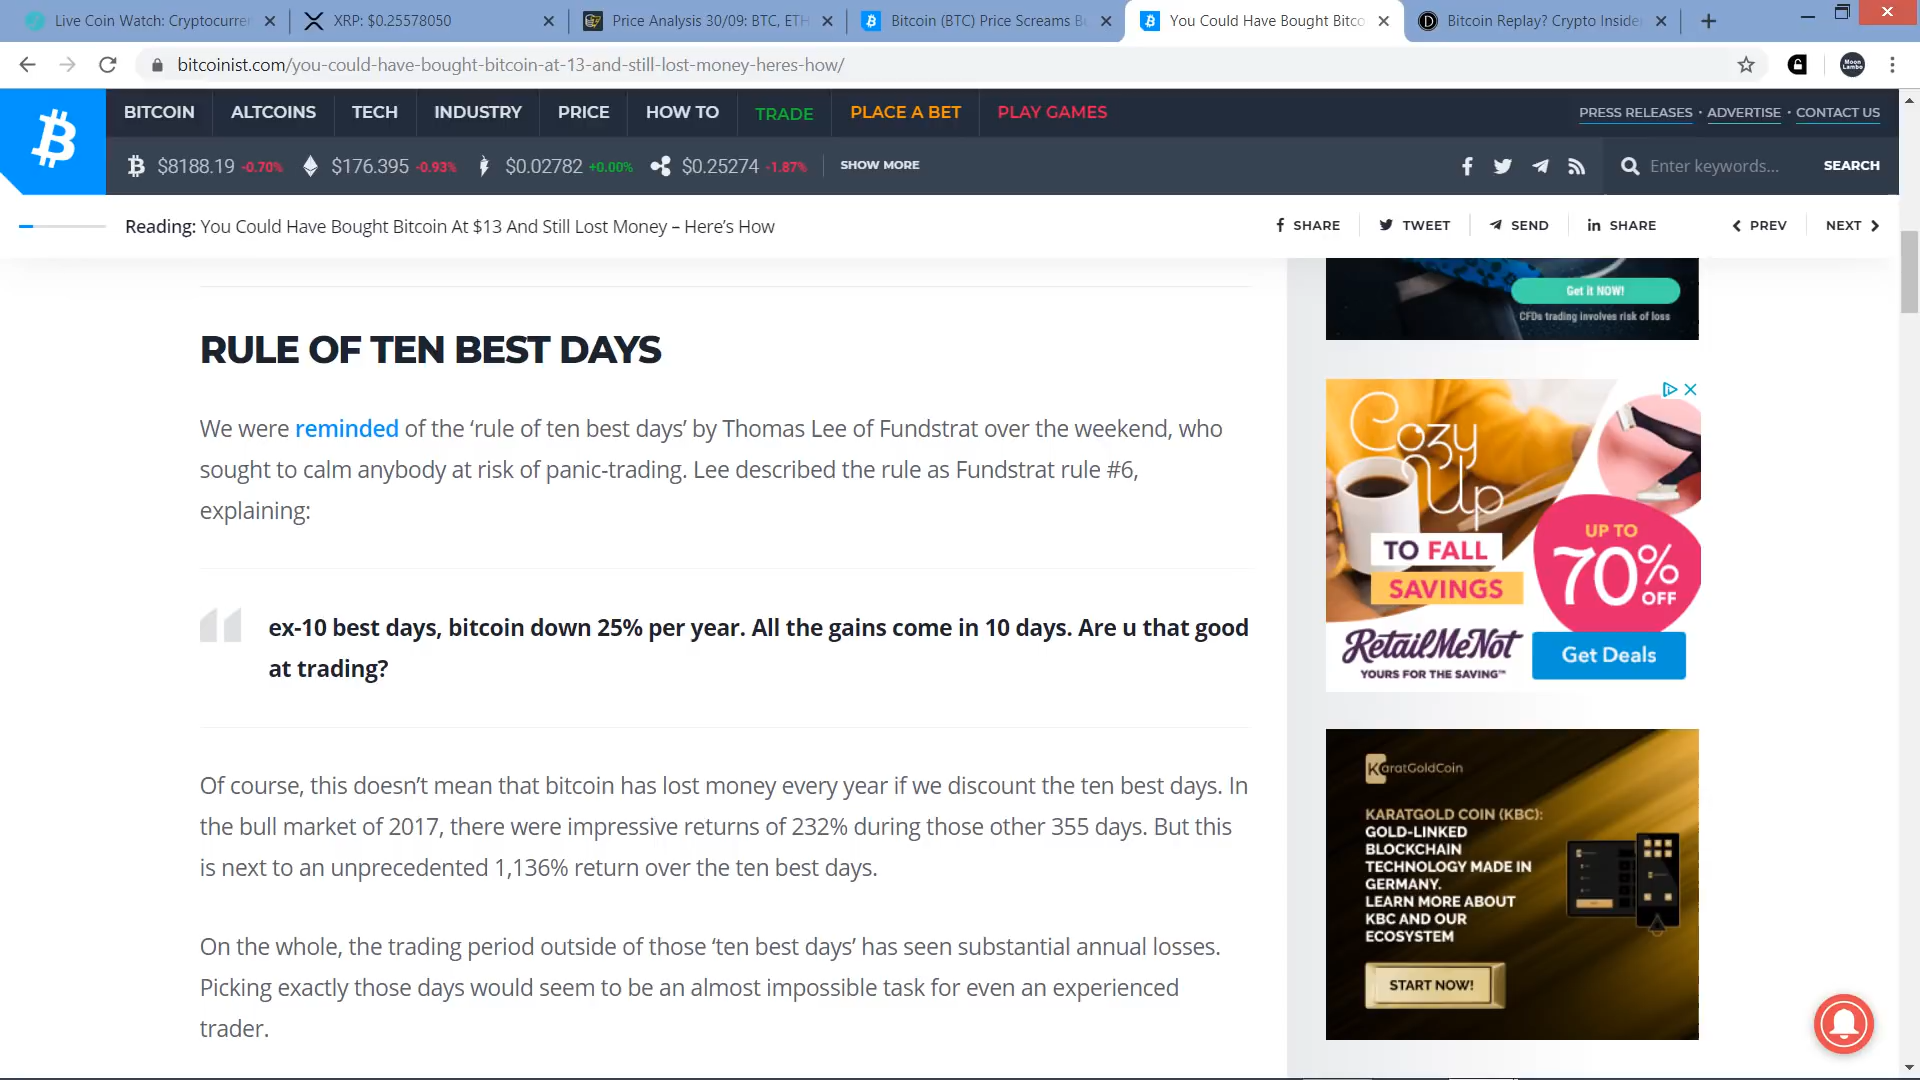 Live Coin Watch: Cryptocurrer
XRP: $0.25578050
Price Analysis 30/09: BTC, ETH
Bitcoin (BTC) Price Screams Be
You Could Have Bought Bitco
Bitcoin Replay? Crypto Inside
bitcoinist.com/you-could-have-bought-bitcoin-at-13-and-still-lost-money-heres-how/
Moon Lambo
BITCOIN ALTCOINS TECH INDUSTRY PRICE HOW TO TRADE PLACE A BET PLAY GAMES
PRESS RELEASES · ADVERTISE · CONTACT US
$8188.19 -0.70% $176.395 -0.93% $0.02782 +0.00% $0.25274 -1.87% SHOW MORE
Enter keywords... SEARCH
Reading: You Could Have Bought Bitcoin At $13 And Still Lost Money – Here's How
SHARE TWEET SEND SHARE PREV NEXT
RULE OF TEN BEST DAYS
We were reminded of the ‘rule of ten best days’ by Thomas Lee of Fundstrat over the weekend, who
sought to calm anybody at risk of panic-trading. Lee described the rule as Fundstrat rule #6,
explaining:
ex-10 best days, bitcoin down 25% per year. All the gains come in 10 days. Are u that good
at trading?
Of course, this doesn’t mean that bitcoin has lost money every year if we discount the ten best days. In
the bull market of 2017, there were impressive returns of 232% during those other 355 days. But this
is next to an unprecedented 1,136% return over the ten best days.
On the whole, the trading period outside of those ‘ten best days’ has seen substantial annual losses.
Picking exactly those days would seem to be an almost impossible task for even an experienced
trader.
Get it NOW!
CFDs trading involves risk of loss
Cozy
Up
TO FALL
SAVINGS
UP TO
70% OFF
RetailMeNot
YOURS FOR THE SAVING™
Get Deals
KaratGoldCoin
KARATGOLD COIN (KBC):
GOLD-LINKED
BLOCKCHAIN
TECHNOLOGY MADE IN
GERMANY.
LEARN MORE ABOUT
KBC AND OUR
ECOSYSTEM
START NOW!